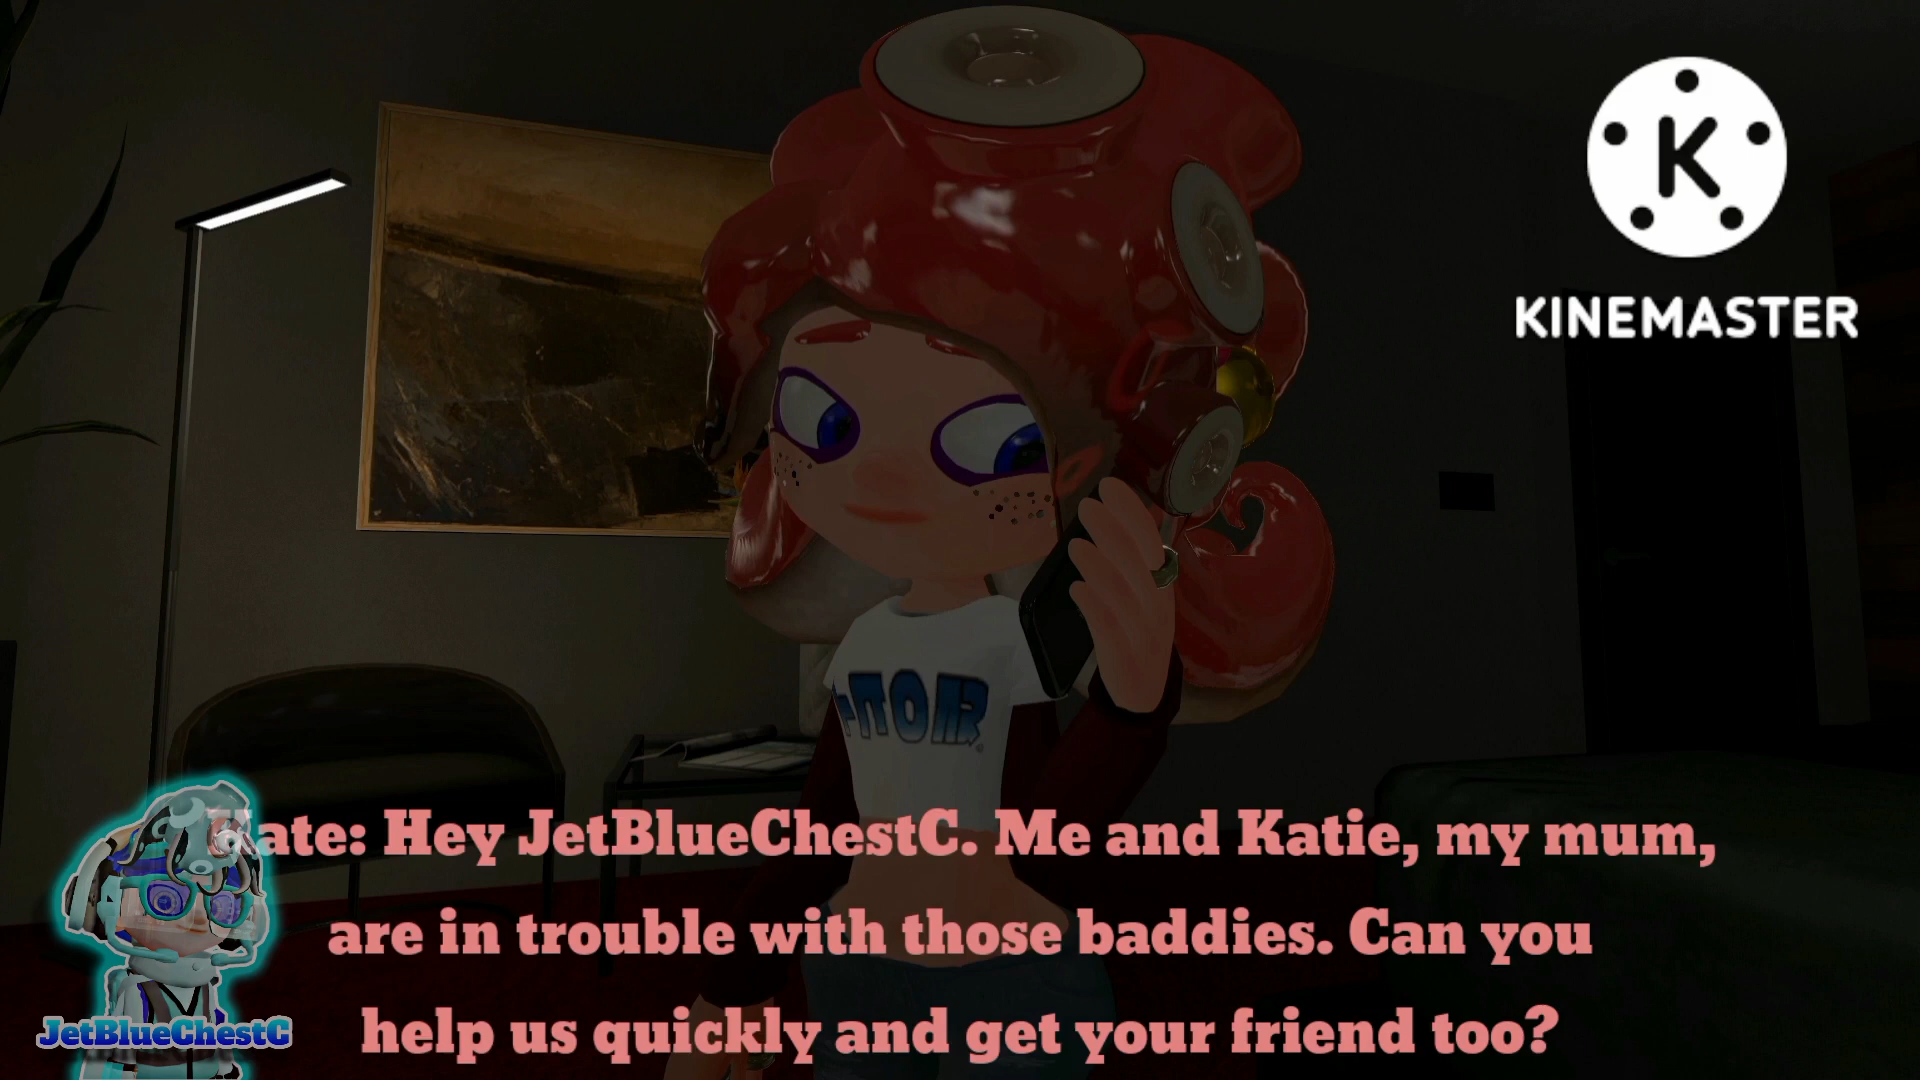 KINEMASTER
Kate: Hey JetBlueChestC. Me and Katie, my mum,
are in trouble with those baddies. Can you
help us quickly and get your friend too?
JetBlueChestC